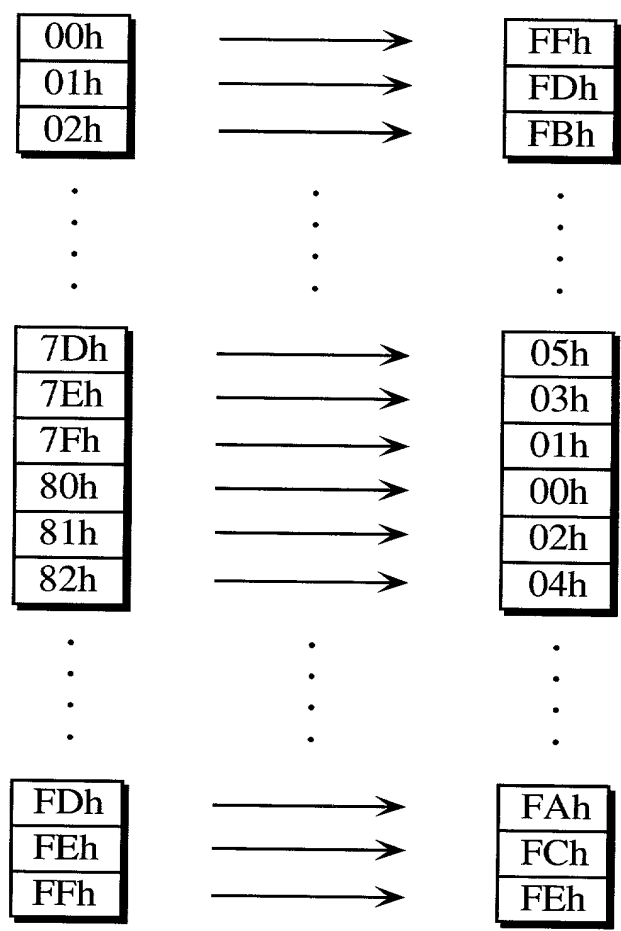 00h FFh
01h FDh
02h FBh
7Dh 05h
7Eh 03h
7Fh 01h
80h 00h
81h 02h
82h 04h
FDh FAh
FEh FCh
FFh FEh